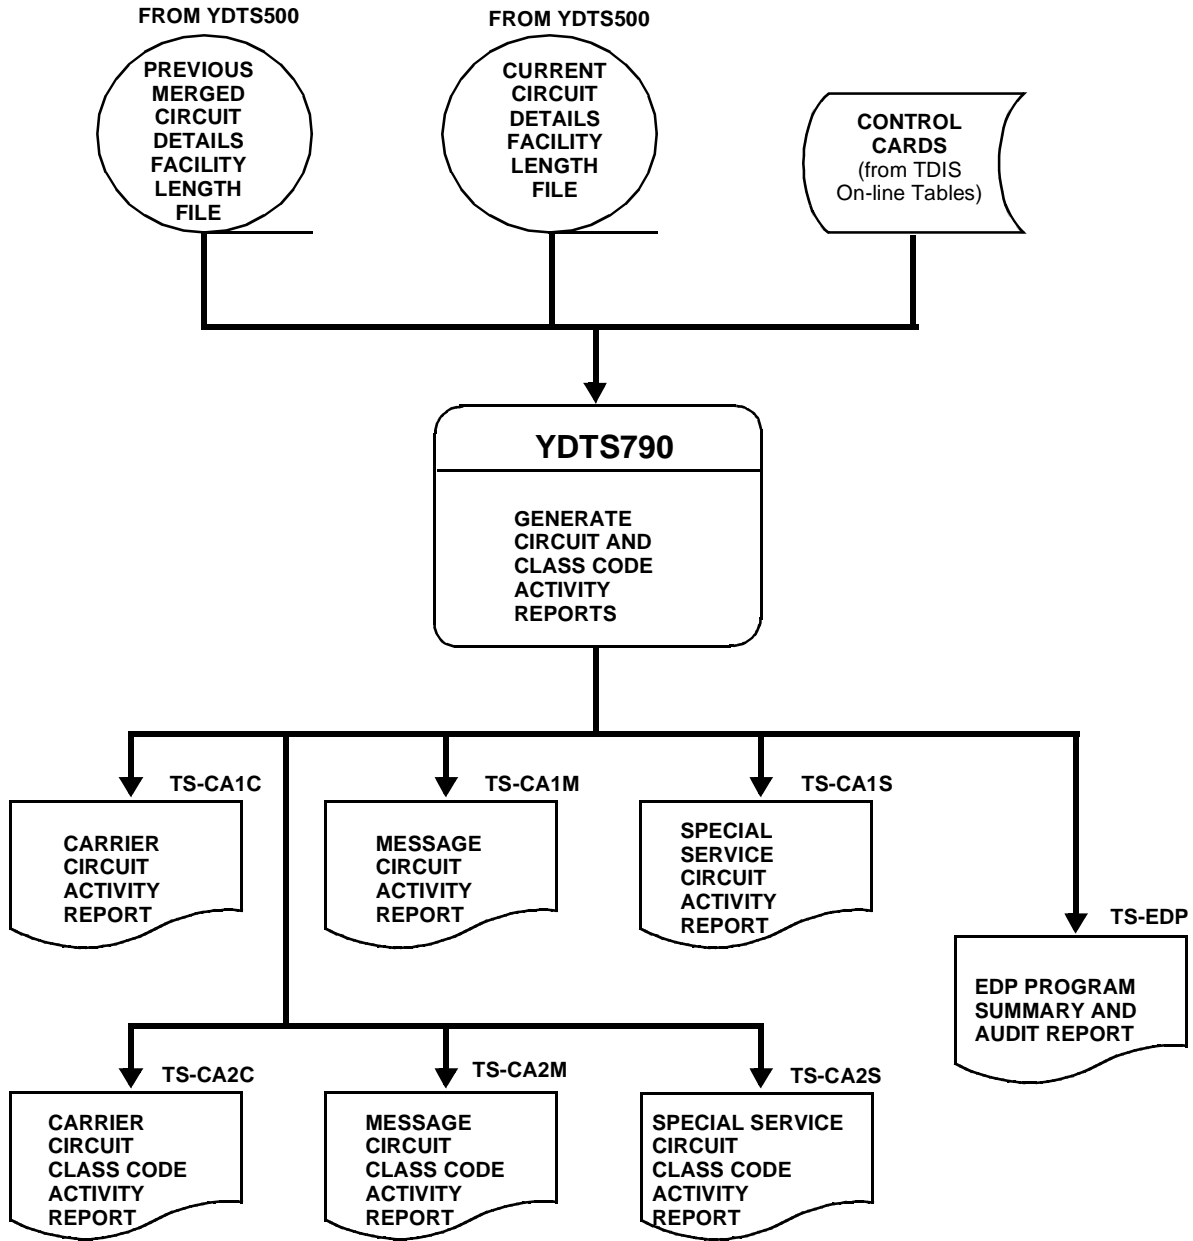 FROM YDTS500
PREVIOUS
MERGED
CIRCUIT
DETAILS
FACILITY
LENGTH
FILE
FROM YDTS500
CURRENT
CIRCUIT
DETAILS
FACILITY
LENGTH
FILE
CONTROL
CARDS
(from TDIS
On-line Tables)
YDTS790
GENERATE
CIRCUIT AND
CLASS CODE
ACTIVITY
REPORTS
TS-CA1C
CARRIER
CIRCUIT
ACTIVITY
REPORT
TS-CA1M
MESSAGE
CIRCUIT
ACTIVITY
REPORT
TS-CA1S
SPECIAL
SERVICE
CIRCUIT
ACTIVITY
REPORT
TS-EDP
EDP PROGRAM
SUMMARY AND
AUDIT REPORT
TS-CA2C
CARRIER
CIRCUIT
CLASS CODE
ACTIVITY
REPORT
TS-CA2M
MESSAGE
CIRCUIT
CLASS CODE
ACTIVITY
REPORT
TS-CA2S
SPECIAL SERVICE
CIRCUIT
CLASS CODE
ACTIVITY
REPORT